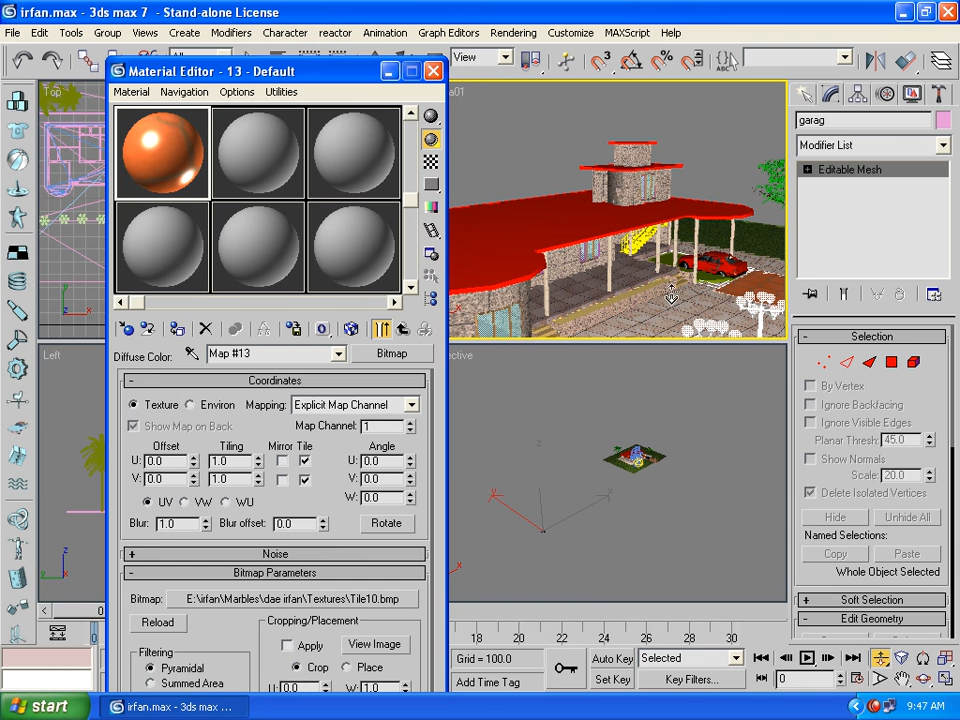 irfan.max - 3ds max 7 - Stand-alone License
File Edit Tools Group Views Create Modifiers Character reactor Animation Graph Editors Rendering Customize MAXScript Help
View
Material Editor - 13 - Default
Material Navigation Options Utilities
Top
a01
garag
Modifier List
Editable Mesh
Diffuse Color: Map #13 Bitmap
Left
ective
Coordinates
Texture Environ Mapping: Explicit Map Channel
Show Map on Back Map Channel: 1
Offset Tiling Mirror Tile Angle
U: 0.0 1.0 U: 0.0
V: 0.0 1.0 V: 0.0
W: 0.0
UV VW WU
Blur: 1.0 Blur offset: 0.0 Rotate
Noise
Bitmap Parameters
Bitmap: E:\irfan\Marbles\dae irfan\Textures\Tile10.bmp
Reload
Cropping/Placement
Apply View Image
Filtering
Pyramidal
Crop Place
Summed Area
U: 0.0 W: 1.0
Selection
By Vertex
Ignore Backfacing
Ignore Visible Edges
Planar Thresh: 45.0
Show Normals
Scale: 20.0
Delete Isolated Vertices
Hide Unhide All
Named Selections:
Copy Paste
Whole Object Selected
Soft Selection
Edit Geometry
z
y
x
z
y
x
x
z
x
0
18 20 22 24 26 28 30
Grid = 100.0
Add Time Tag
Auto Key Selected
Set Key Key Filters...
0
start
irfan.max - 3ds max ...
9:47 AM